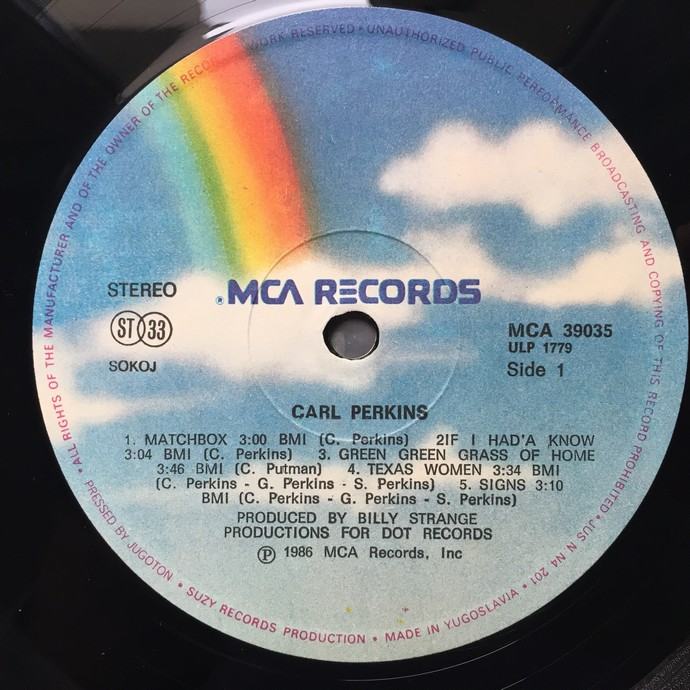 • ALL RIGHTS OF THE MANUFACTURER AND OF THE OWNER OF THE RECORDED WORK RESERVED • UNAUTHORIZED PUBLIC PERFORMANCE BROADCASTING AND COPYING OF THIS RECORD PROHIBITED • JUS N N4 201 •
® MCA RECORDS
STEREO
ST 33
SOKOJ
MCA 39035
ULP 1779
Side 1
CARL PERKINS
1. MATCHBOX 3:00 BMI (C. Perkins) 2IF I HAD'A KNOW
3:04 BMI (C. Perkins) 3. GREEN GREEN GRASS OF HOME
3:46 BMI (C. Putman) 4. TEXAS WOMEN 3:34 BMI
(C. Perkins - G. Perkins - S. Perkins) 5. SIGNS 3:10
BMI (C. Perkins - G. Perkins - S. Perkins)
PRODUCED BY BILLY STRANGE
PRODUCTIONS FOR DOT RECORDS
℗ 1986 MCA Records, Inc
• PRESSED BY JUGOTON • SUZY RECORDS PRODUCTION • MADE IN YUGOSLAVIA •